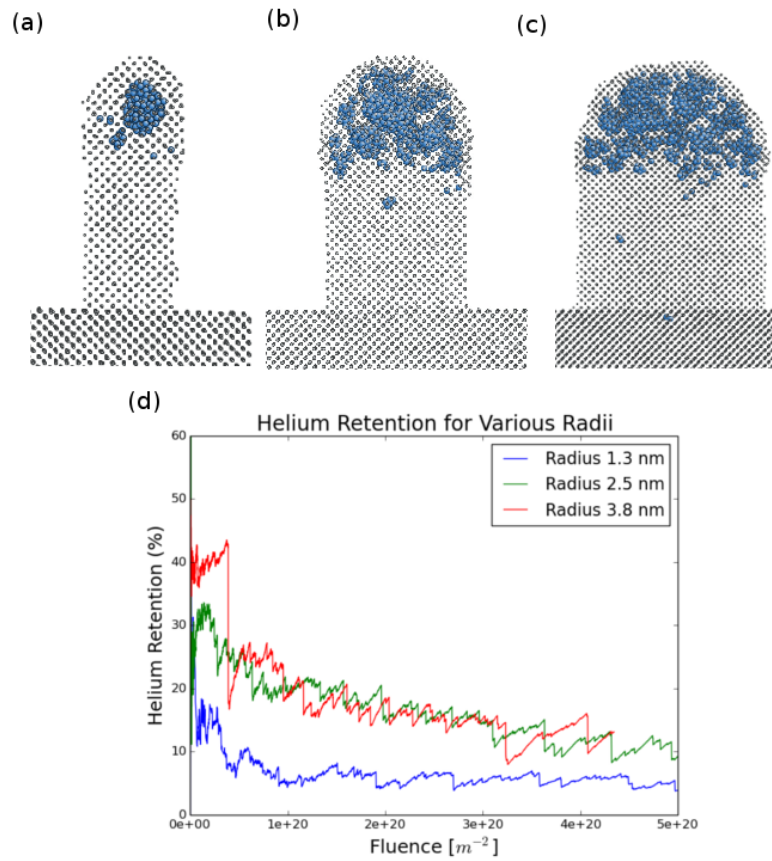 (a)
(b)
(c)
(d)
Helium Retention for Various Radii
Radius 1.3 nm
Radius 2.5 nm
Radius 3.8 nm
Helium Retention (%)
60
50
40
30
20
10
0
0e+00 1e+20 2e+20 3e+20 4e+20 5e+20
Fluence [m⁻²]